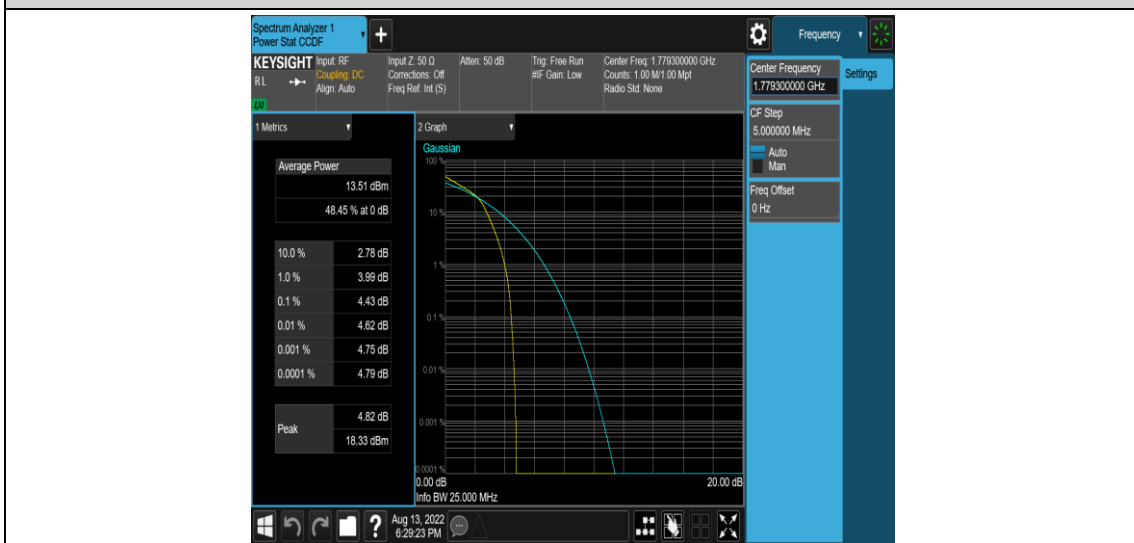 Spectrum Analyzer 1
Power Stat CCDF
+
Frequency
KEYSIGHT
RL
LXI
Input: RF
Coupling: DC
Align: Auto
Input Z: 50 Ω
Corrections: Off
Freq Ref: Int (S)
Atten: 50 dB
Trig: Free Run
#IF Gain: Low
Center Freq: 1.779300000 GHz
Counts: 1.00 M/1.00 Mpt
Radio Std: None
Center Frequency
1.779300000 GHz
Settings
CF Step
5.000000 MHz
Auto
Man
Freq Offset
0 Hz
1 Metrics
Average Power
13.51 dBm
48.45 % at 0 dB
10.0 % 2.78 dB
1.0 % 3.99 dB
0.1 % 4.43 dB
0.01 % 4.62 dB
0.001 % 4.75 dB
0.0001 % 4.79 dB
Peak
4.82 dB
18.33 dBm
2 Graph
Gaussian
100 %
10 %
1 %
0.1 %
0.01 %
0.001 %
0.0001 %
0.00 dB 20.00 dB
Info BW 25.000 MHz
?
Aug 13, 2022
6:29:23 PM